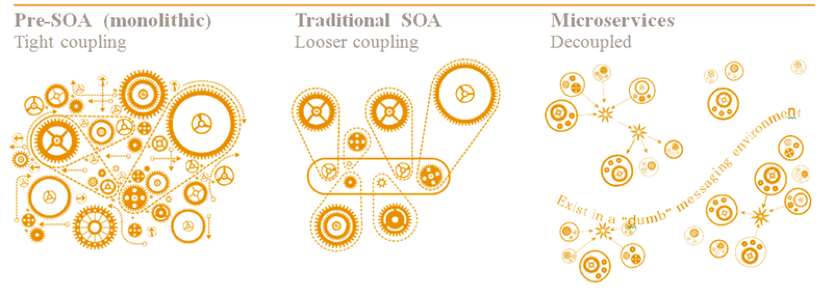 Pre-SOA (monolithic)
Tight coupling
Traditional SOA
Looser coupling
Microservices
Decoupled
Exist in a “dumb” messaging environment